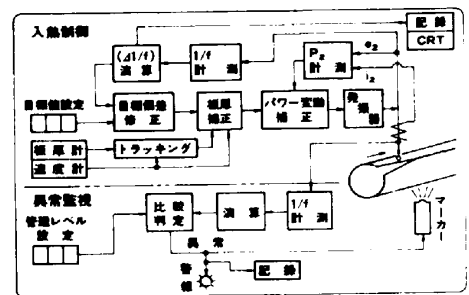 入熱制御
記録
CRT
(Δ1/f)
演算
1/f
計測
P₂
計測
e₂
i₂
目標値設定
目標偏差
修正
板厚
補正
パワー変動
補正
発振器
板厚計
速度計
トラッキング
異常監視
管理レベル
設定
比較
判定
演算
1/f
計測
マーカー
異常
警報
記録